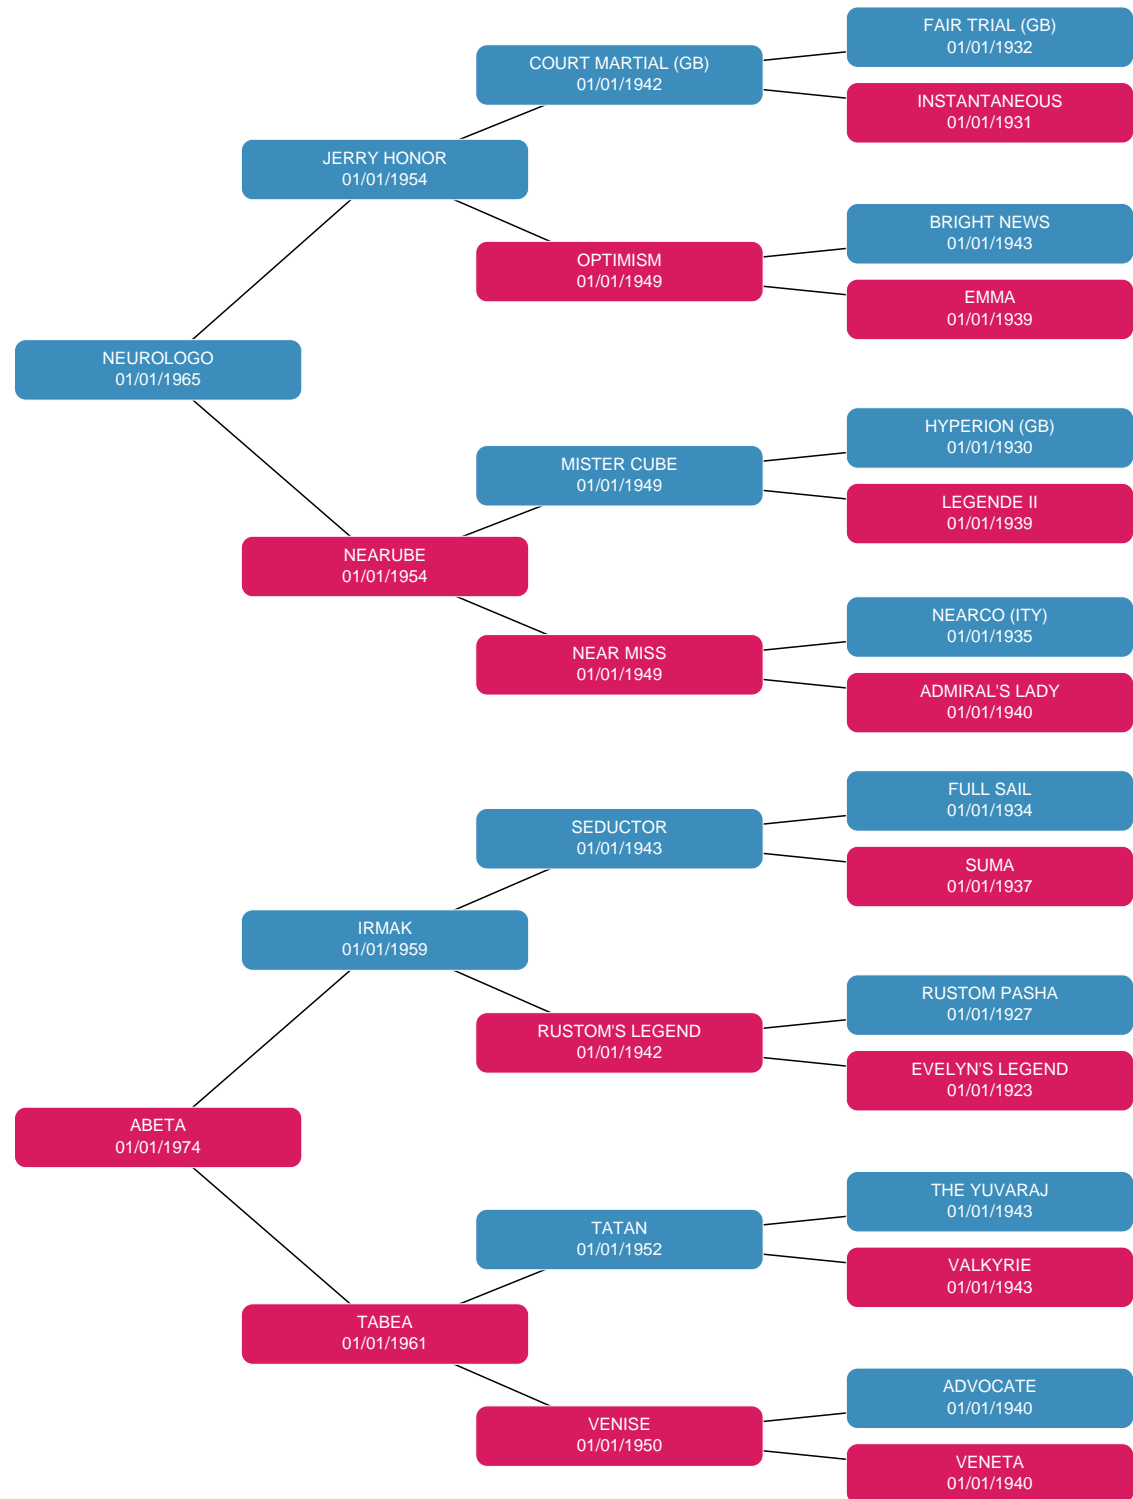 FAIR TRIAL (GB)
01/01/1932
COURT MARTIAL (GB)
01/01/1942
INSTANTANEOUS
01/01/1931
JERRY HONOR
01/01/1954
BRIGHT NEWS
01/01/1943
OPTIMISM
01/01/1949
EMMA
01/01/1939
NEUROLOGO
01/01/1965
HYPERION (GB)
01/01/1930
MISTER CUBE
01/01/1949
LEGENDE II
01/01/1939
NEARUBE
01/01/1954
NEARCO (ITY)
01/01/1935
NEAR MISS
01/01/1949
ADMIRAL'S LADY
01/01/1940
FULL SAIL
01/01/1934
SEDUCTOR
01/01/1943
SUMA
01/01/1937
IRMAK
01/01/1959
RUSTOM PASHA
01/01/1927
RUSTOM'S LEGEND
01/01/1942
EVELYN'S LEGEND
01/01/1923
ABETA
01/01/1974
THE YUVARAJ
01/01/1943
TATAN
01/01/1952
VALKYRIE
01/01/1943
TABEA
01/01/1961
ADVOCATE
01/01/1940
VENISE
01/01/1950
VENETA
01/01/1940